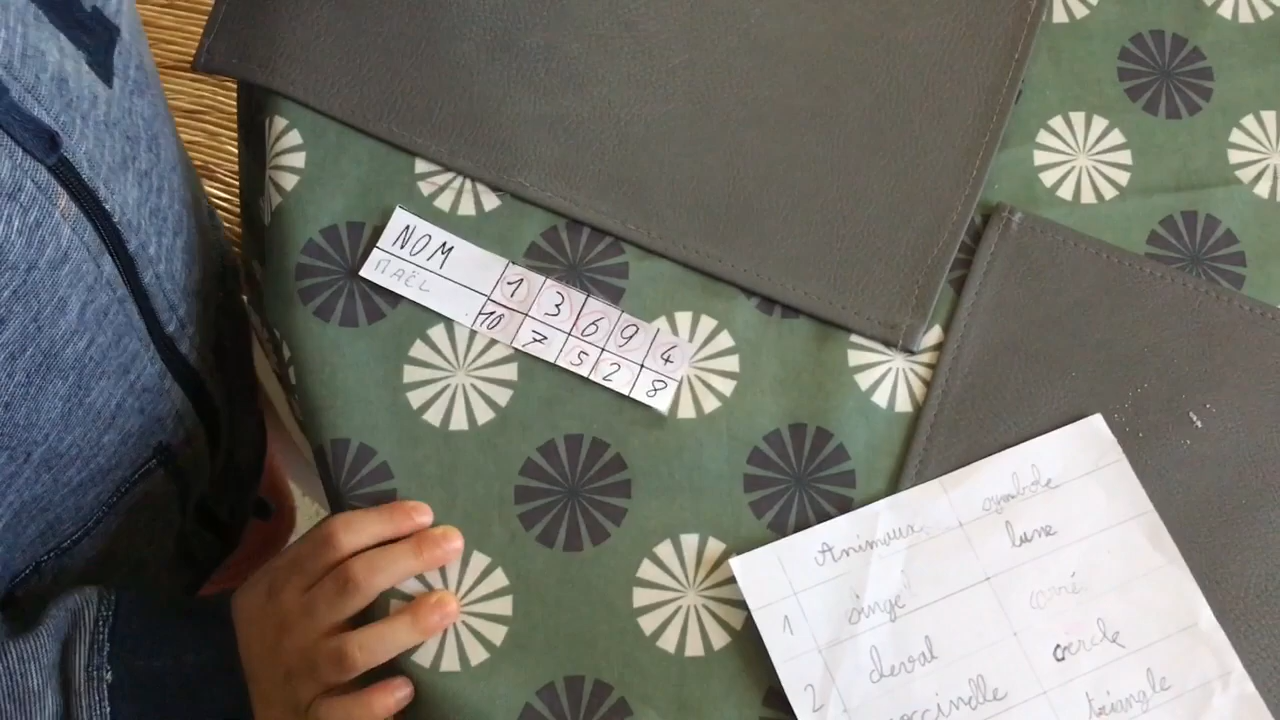 NOM
MAËL
1 3 6 9 4
10 7 5 2 8
Animaux symbole
1 singe lune
2 cheval carré
coccinelle cercle
triangle